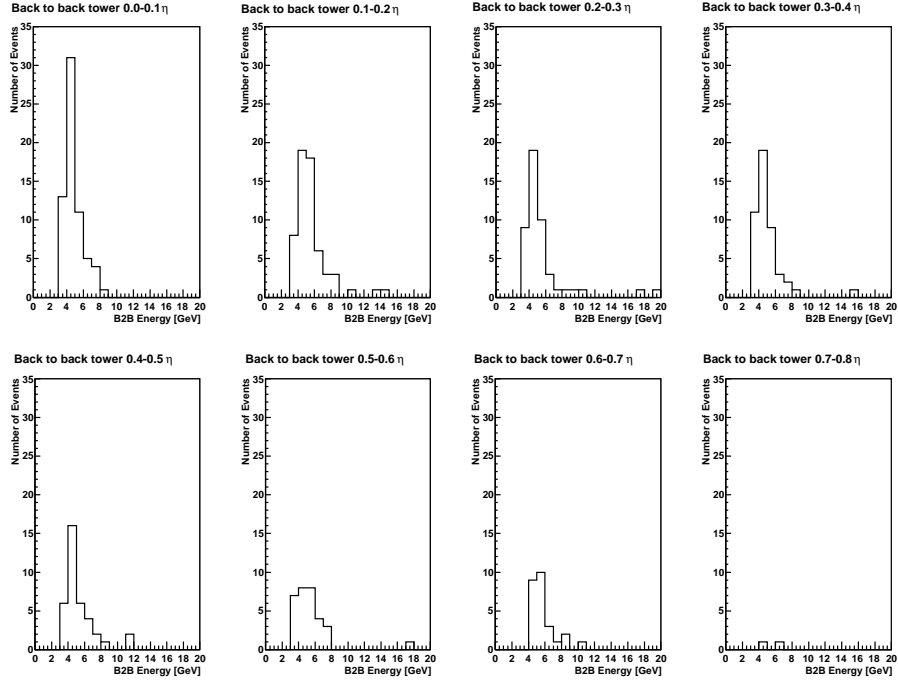 Back to back tower 0.0-0.1 η
Number of Events
35
30
25
20
15
10
5
0
0 2 4 6 8 10 12 14 16 18 20
B2B Energy [GeV]
Back to back tower 0.1-0.2 η
Number of Events
35
30
25
20
15
10
5
0
0 2 4 6 8 10 12 14 16 18 20
B2B Energy [GeV]
Back to back tower 0.2-0.3 η
Number of Events
35
30
25
20
15
10
5
0
0 2 4 6 8 10 12 14 16 18 20
B2B Energy [GeV]
Back to back tower 0.3-0.4 η
Number of Events
35
30
25
20
15
10
5
0
0 2 4 6 8 10 12 14 16 18 20
B2B Energy [GeV]
Back to back tower 0.4-0.5 η
Number of Events
35
30
25
20
15
10
5
0
0 2 4 6 8 10 12 14 16 18 20
B2B Energy [GeV]
Back to back tower 0.5-0.6 η
Number of Events
35
30
25
20
15
10
5
0
0 2 4 6 8 10 12 14 16 18 20
B2B Energy [GeV]
Back to back tower 0.6-0.7 η
Number of Events
35
30
25
20
15
10
5
0
0 2 4 6 8 10 12 14 16 18 20
B2B Energy [GeV]
Back to back tower 0.7-0.8 η
Number of Events
35
30
25
20
15
10
5
0
0 2 4 6 8 10 12 14 16 18 20
B2B Energy [GeV]